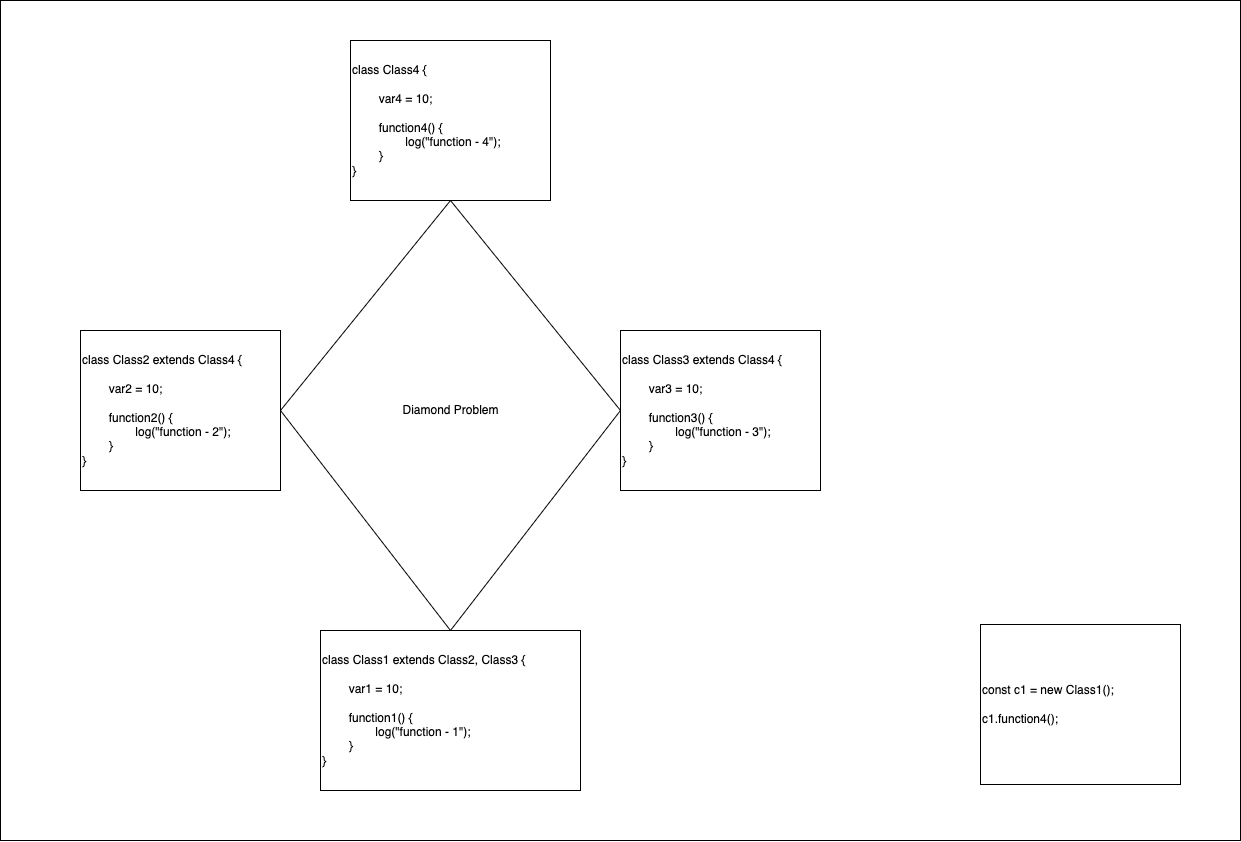 class Class4 {
var4 = 10;
function4() {
log("function - 4");
}
}
class Class2 extends Class4 {
var2 = 10;
function2() {
log("function - 2");
}
}
Diamond Problem
class Class3 extends Class4 {
var3 = 10;
function3() {
log("function - 3");
}
}
class Class1 extends Class2, Class3 {
var1 = 10;
function1() {
log("function - 1");
}
}
const c1 = new Class1();
c1.function4();